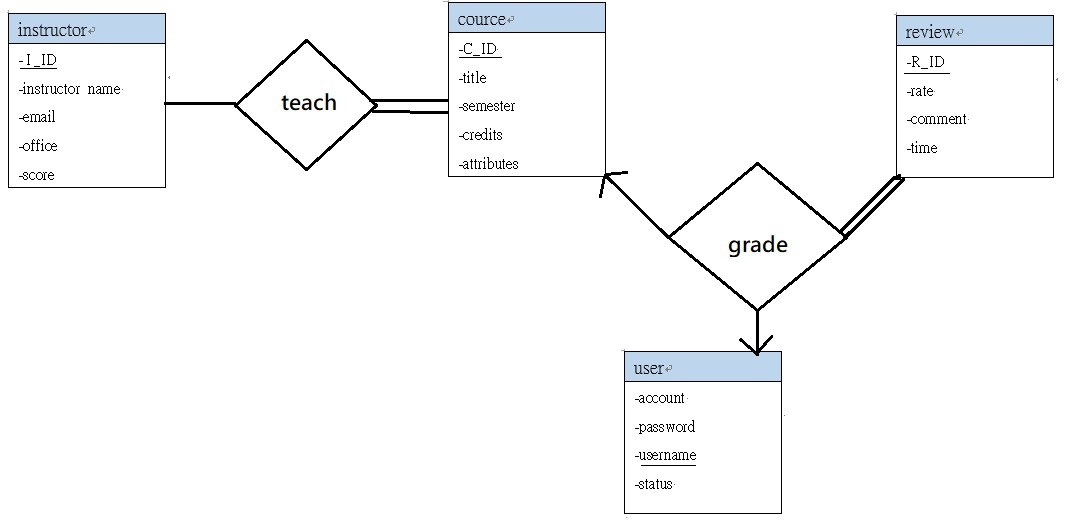 instructor
-I_ID
-instructor name
-email
-office
-score
teach
cource
-C_ID
-title
-semester
-credits
-attributes
review
-R_ID
-rate
-comment
-time
grade
user
-account
-password
-username
-status